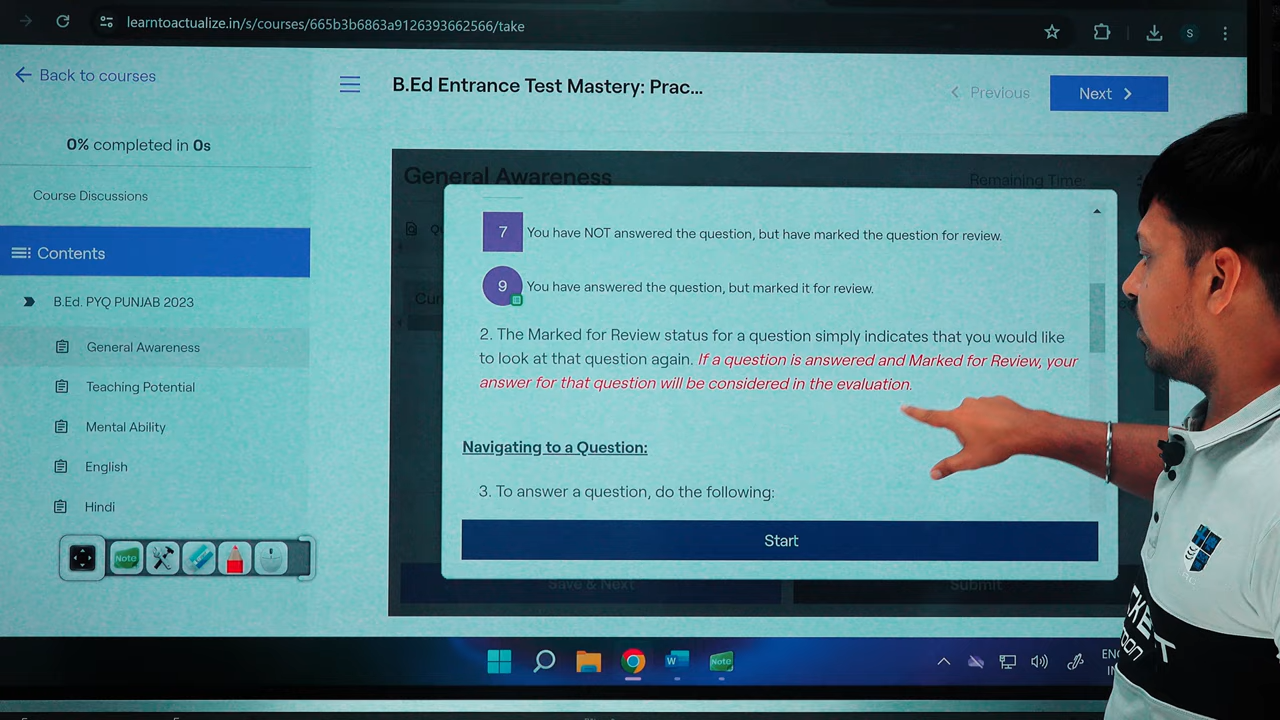 learntoactualize.in/s/courses/665b3b6863a9126393662566/take
S
Back to courses
B.Ed Entrance Test Mastery: Prac...
Previous
Next
0% completed in 0s
Course Discussions
Contents
B.Ed. PYQ PUNJAB 2023
General Awareness
Teaching Potential
Mental Ability
English
Hindi
General Awareness
Remaining Time:
7 You have NOT answered the question, but have marked the question for review.
9 You have answered the question, but marked it for review.
2. The Marked for Review status for a question simply indicates that you would like
to look at that question again. If a question is answered and Marked for Review, your
answer for that question will be considered in the evaluation.
Navigating to a Question:
3. To answer a question, do the following:
Start
Save & Next
Submit
Note
W
Note
ENG
IN